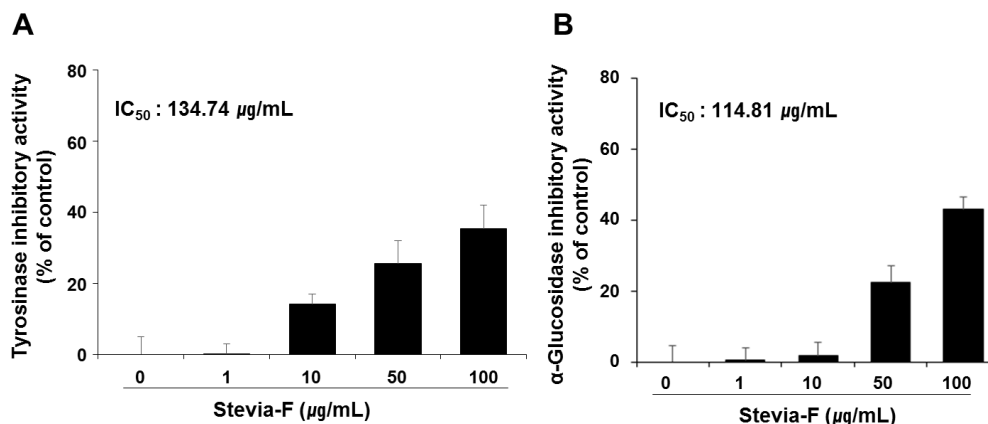 A
Tyrosinase inhibitory activity
(% of control)
80
60
40
20
0
IC₅₀ : 134.74 μg/mL
0 1 10 50 100
Stevia-F (μg/mL)
B
α-Glucosidase inhibitory activity
(% of control)
80
60
40
20
0
IC₅₀ : 114.81 μg/mL
0 1 10 50 100
Stevia-F (μg/mL)